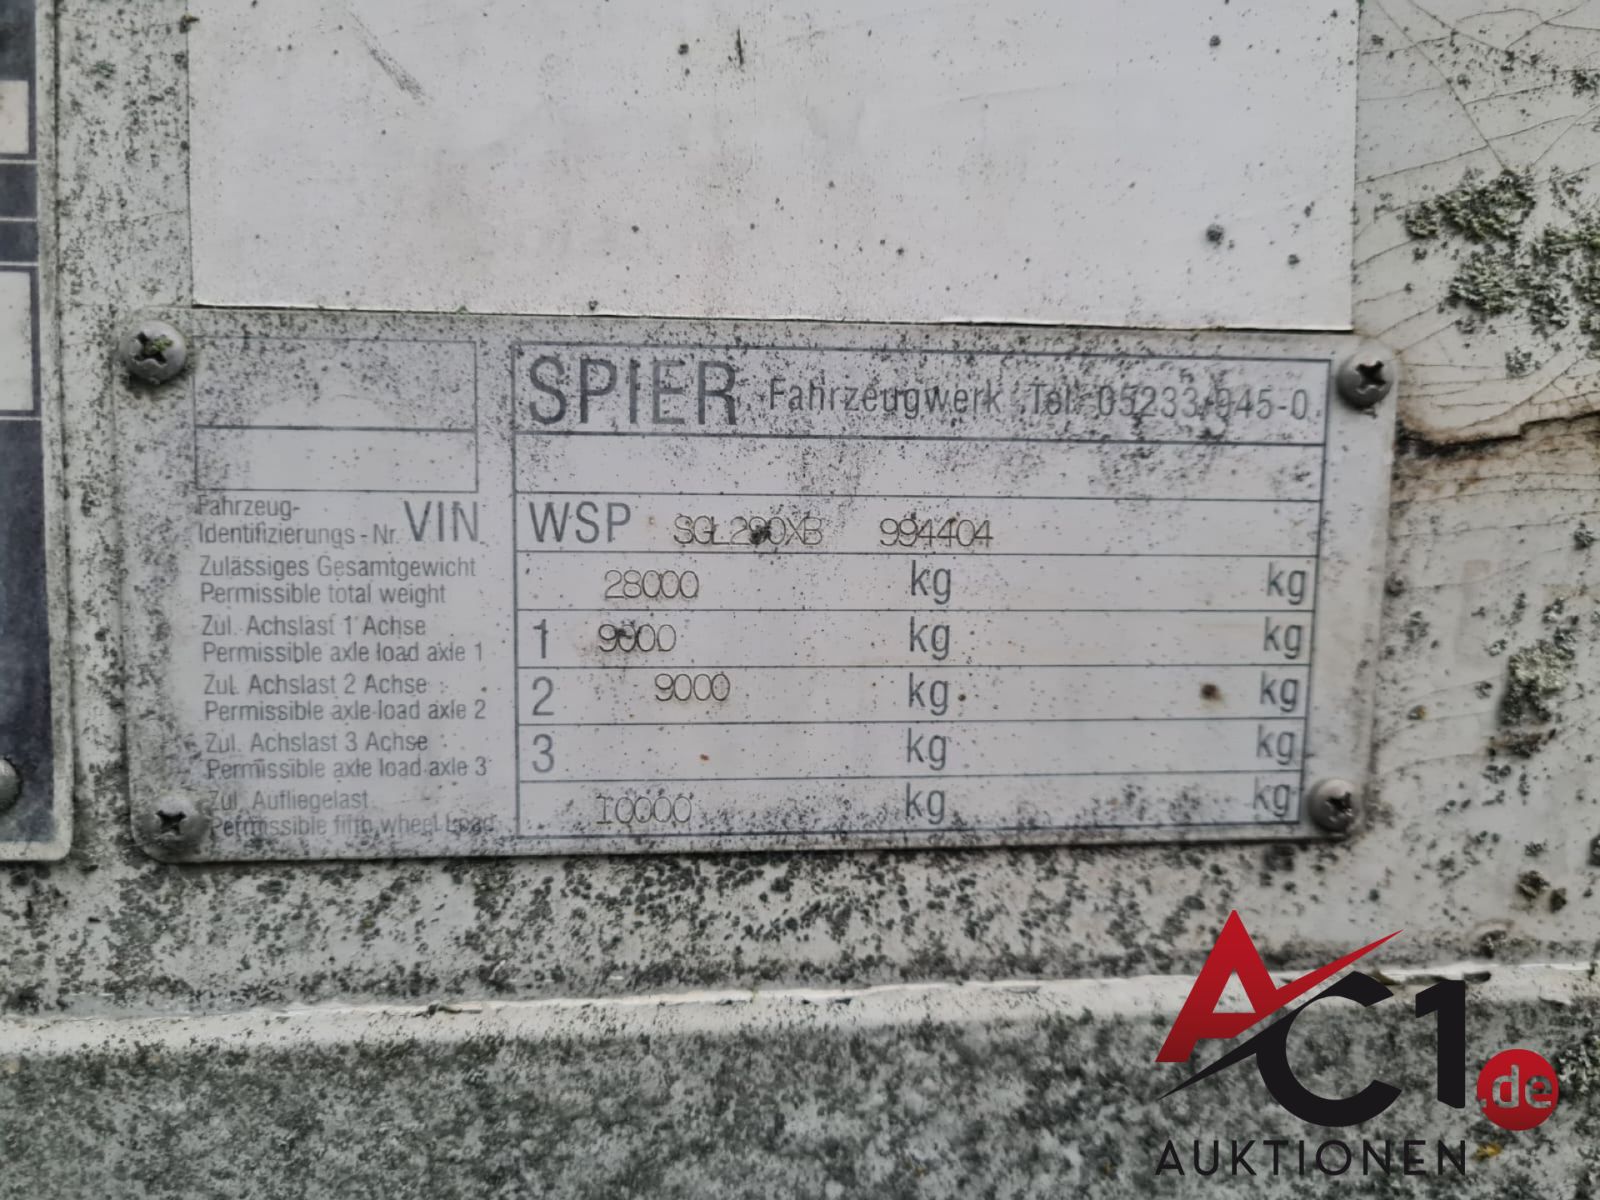 SPIER Fahrzeugwerk Tel. 05233/945-0
Fahrzeug-
Identifizierungs - Nr. VIN WSP SGL290XB 994404
Zulässiges Gesamtgewicht
Permissible total weight 28000 kg kg
Zul. Achslast 1 Achse
Permissible axle load axle 1 1 9000 kg kg
Zul. Achslast 2 Achse
Permissible axle load axle 2 2 9000 kg kg
Zul. Achslast 3 Achse
Permissible axle load axle 3 3 kg kg
Zul. Aufliegelast
Permissible fifth wheel Load 10000 kg kg
AC1.de
AUKTIONEN